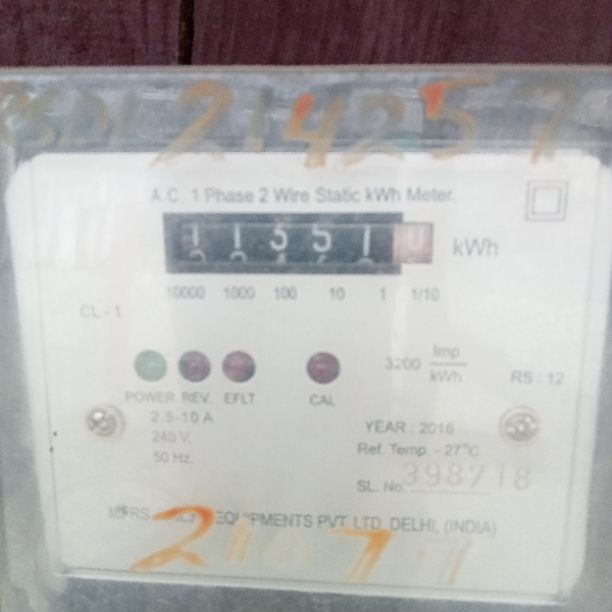 214257
A.C. 1 Phase 2 Wire Static kWh Meter.
1 1 3 5 1 0 kWh
10000 1000 100 10 1 1/10
CL - 1
3200 Imp/kWh
RS : 12
POWER REV. EFLT CAL
2.5-10 A
240 V.
50 Hz.
YEAR : 2016
Ref. Temp. - 27°C
SL. No. 398718
EQUIPMENTS PVT. LTD. DELHI, (INDIA)